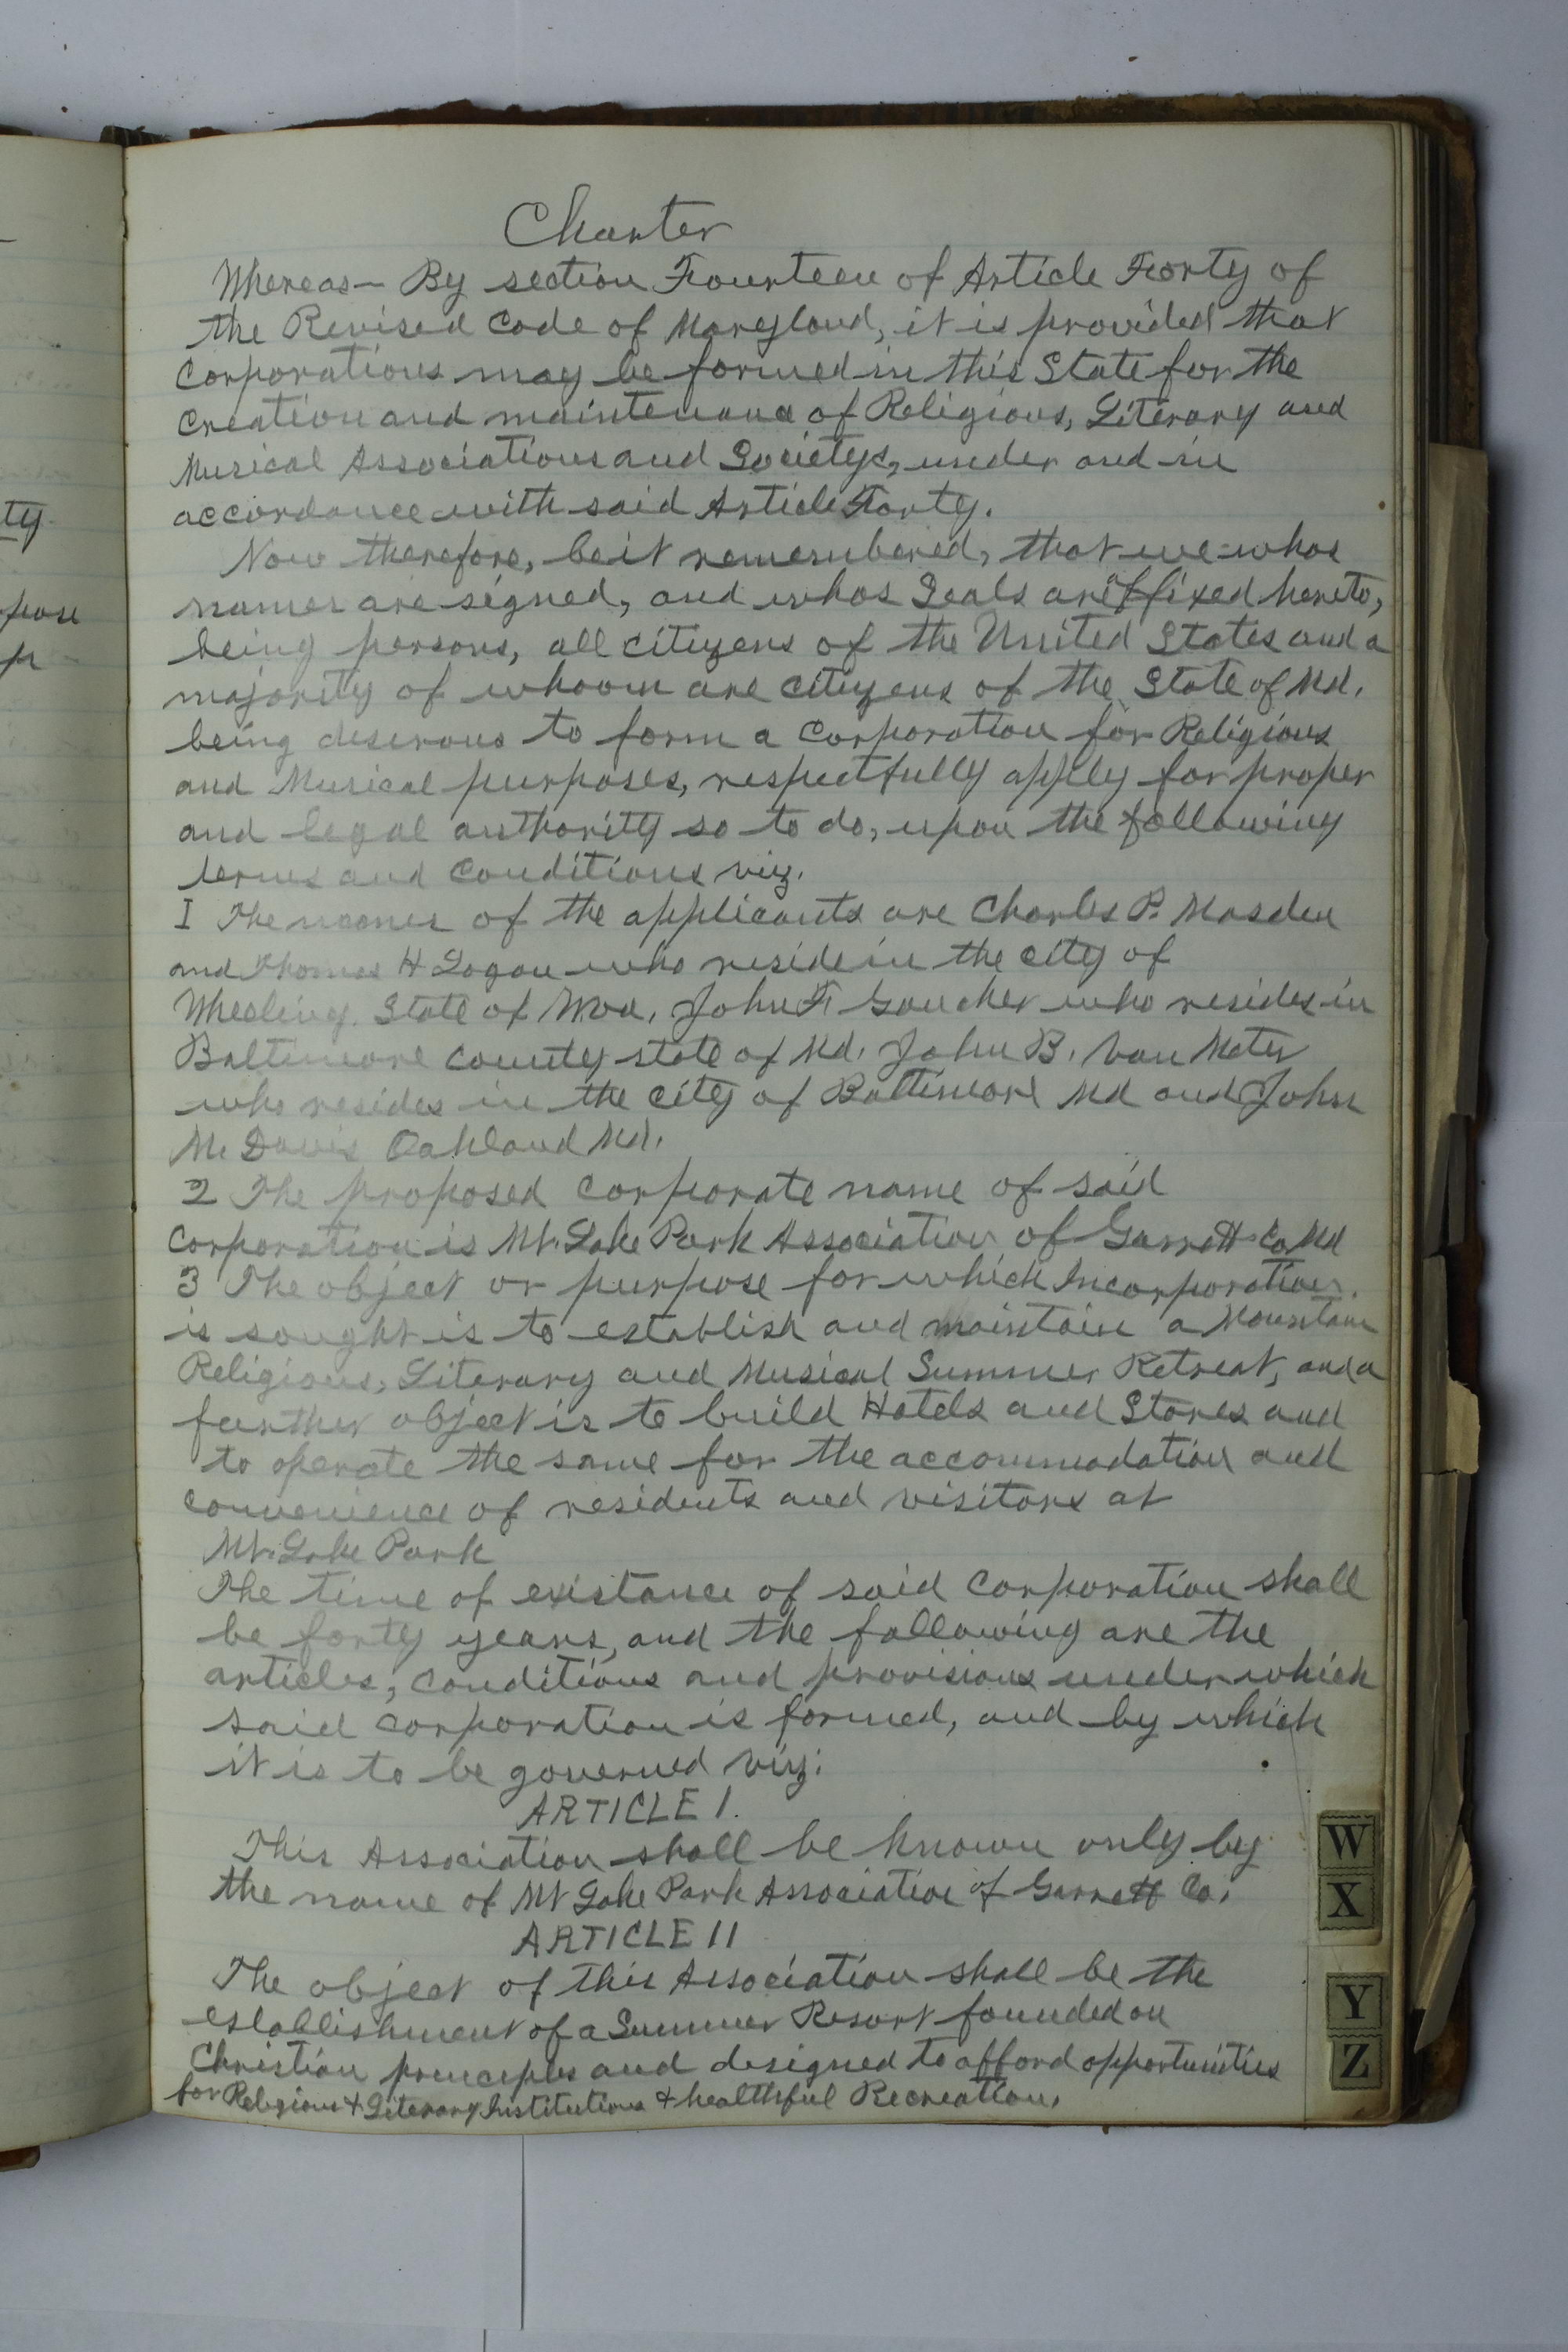 Charter
Whereas- By section Fourteen of Article Forty of
the Revised Code of Maryland, it is provided that
Corporations may be formed in this State for the
Creation and maintenance of Religious, Literary and
Musical Associations and Societys, under and in
accordance with said Article Forty.
Now therefore, be it remembered, that we whos
names are signed, and whos Seals are affixed hereto,
being persons, all citizens of the United States and a
majority of whoom are citizens of the State of Md.
being deserous to form a Corporation for Religious
and Musical purposes, respectfully apply for proper
and legal authority so to do, upon the following
terms and Conditions viz.
I The names of the applicants are Charles P. Masden
and Thomas H Logan who reside in the city of
Wheeling, State of Wva, John F. Goucher who resides in
Baltimore county state of Md. John B. Van Meter
who resides in the city of Baltimore Md and John
M. Davis Oakland Md.
2 The proposed Corporate name of said
Corporation is Mt. Lake Park Association of Garrett Co Md
3 The object or purpose for which Incorporation
is sought is to establish and maintain a Mountain
Religious, Literary and Musical Summer Retreat, and a
further object is to build Hotels and Stores and
to operate the same for the accommodation and
convenience of residents and visitors at
Mt. Lake Park
The time of existance of said Corporation shall
be forty years, and the following are the
articles, conditions and provisions under which
said corporation is formed, and by which
it is to be governed viz:
ARTICLE I.
This Association shall be known only by
the name of Mt Lake Park Association of Garrett Co.
ARTICLE II
The object of this Association shall be the
establishment of a Summer Resort founded on
Christian princeples and designed to afford opportunities
for Religious & Literary Institutions & healthful Recreation.
W
X
Y
Z
ty.
pose